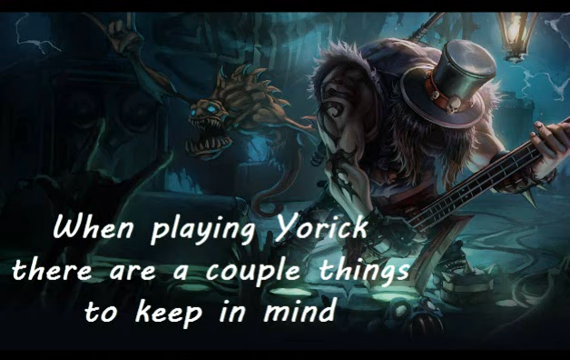 When playing Yorick
there are a couple things
to keep in mind